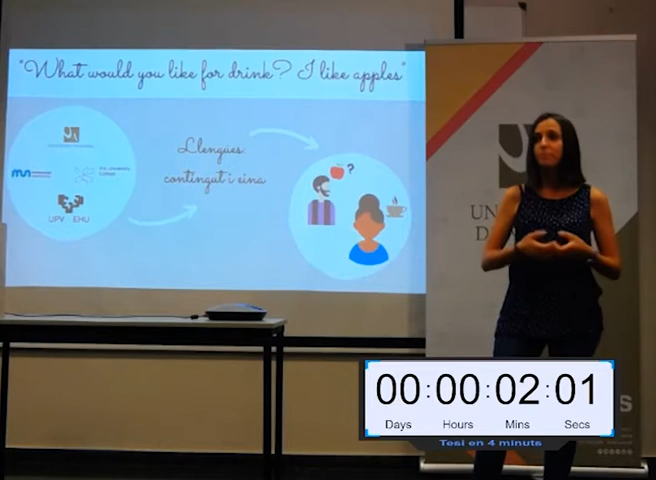 "What would you like for drink? I like apples"
Llengües:
contingut i eina
?
UPV EHU
UN
D
S
00:00:02:01
Days Hours Mins Secs
Tesi en 4 minuts